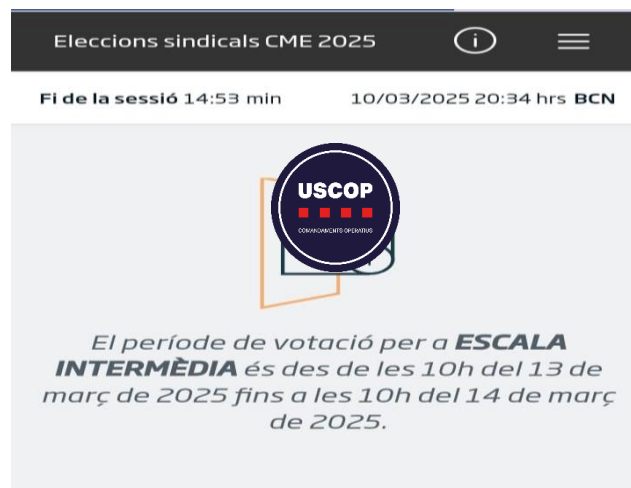 Eleccions sindicals CME 2025
Fi de la sessió 14:53 min 10/03/2025 20:34 hrs BCN
USCOP
COMANDAMENTS OPERATIUS
El període de votació per a ESCALA
INTERMÈDIA és des de les 10h del 13 de
març de 2025 fins a les 10h del 14 de març
de 2025.